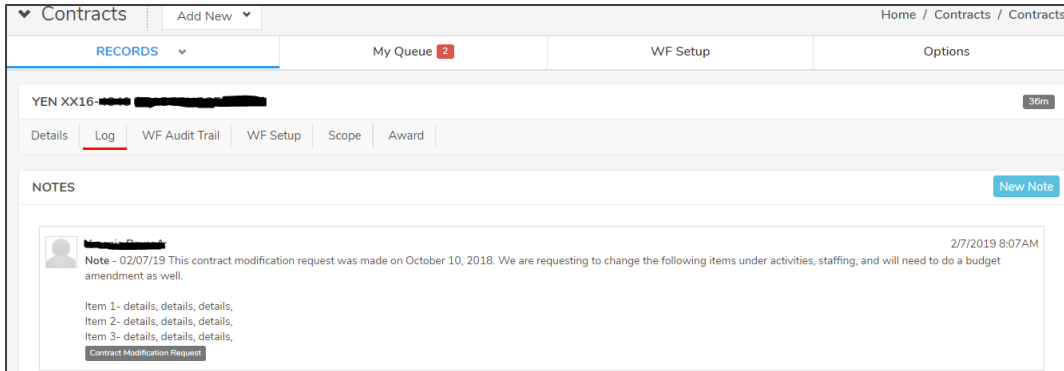 Contracts Add New Home / Contracts / Contracts
RECORDS My Queue 2 WF Setup Options
YEN XX16- 36m
Details Log WF Audit Trail WF Setup Scope Award
NOTES New Note
2/7/2019 8:07AM
Note - 02/07/19 This contract modification request was made on October 10, 2018. We are requesting to change the following items under activities, staffing, and will need to do a budget
amendment as well.
Item 1- details, details, details,
Item 2- details, details, details,
Item 3- details, details, details,
Contract Modification Request